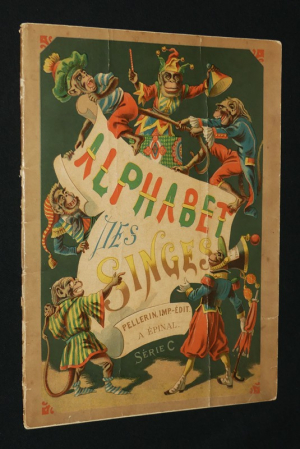 ALPHABET
DES
SINGES
PELLERIN, IMP-ÉDIT.
A ÉPINAL.
SÉRIE C